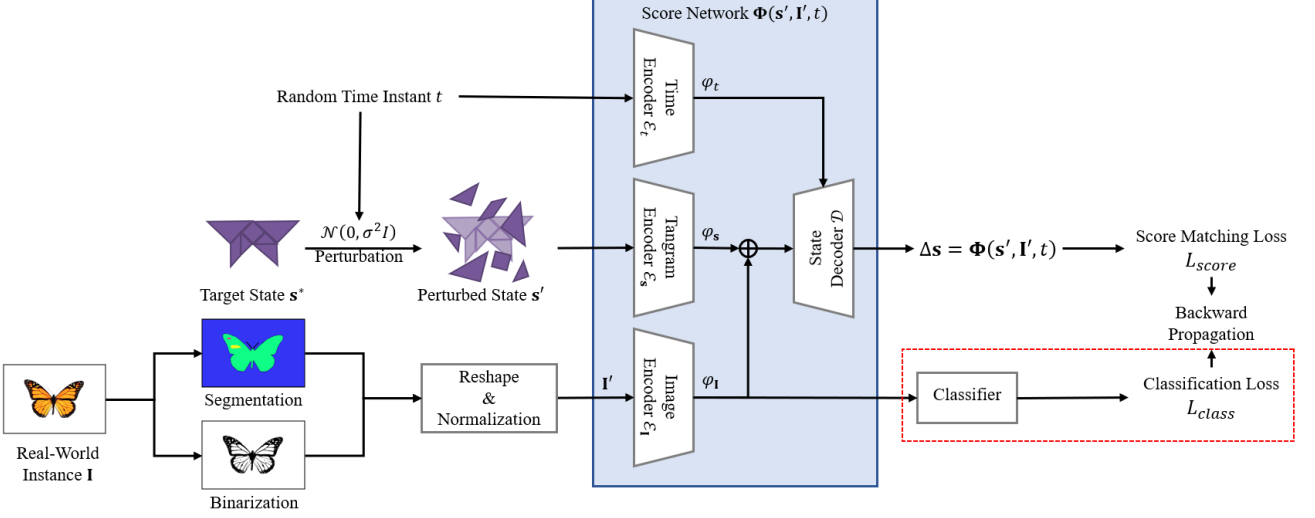 Score Network Φ(s′, I′, t)
Time
Encoder ℰt
φt
Random Time Instant t
𝒩(0, σ²I)
Perturbation
Target State s*
Perturbed State s′
Tangram
Encoder ℰs
φs
State
Decoder 𝒟
Δs = Φ(s′, I′, t)
Score Matching Loss
Lscore
Backward
Propagation
Real-World
Instance I
Segmentation
Binarization
Reshape
&
Normalization
I′
Image
Encoder ℰI
φI
Classifier
Classification Loss
Lclass